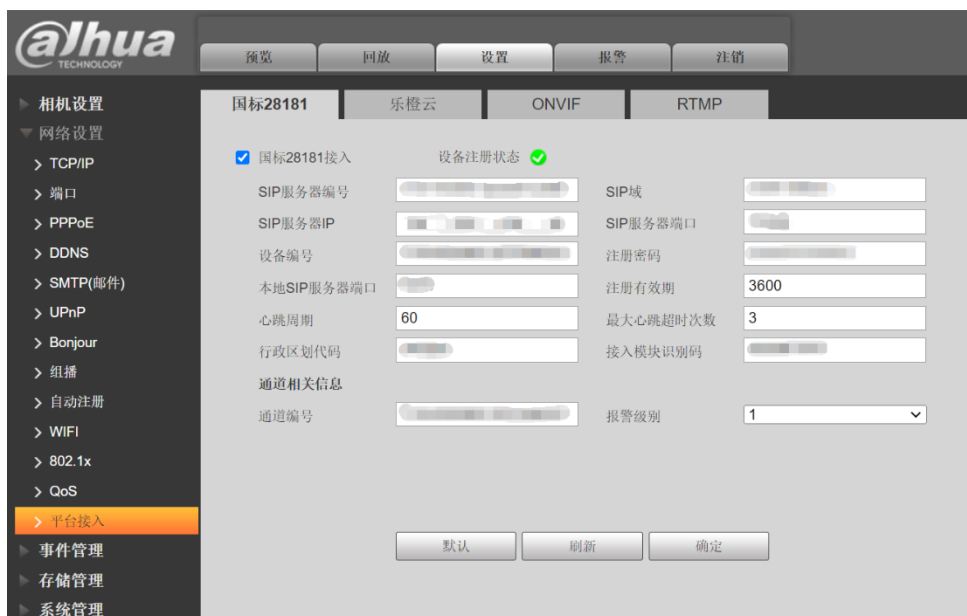 alhua
TECHNOLOGY
预览 回放 设置 报警 注销
相机设置
网络设置
TCP/IP
端口
PPPoE
DDNS
SMTP(邮件)
UPnP
Bonjour
组播
自动注册
WIFI
802.1x
QoS
平台接入
事件管理
存储管理
系统管理
国标28181 乐橙云 ONVIF RTMP
国标28181接入 设备注册状态
SIP服务器编号 SIP域
SIP服务器IP SIP服务器端口
设备编号 注册密码
本地SIP服务器端口 注册有效期 3600
心跳周期 60 最大心跳超时次数 3
行政区划代码 接入模块识别码
通道相关信息
通道编号 报警级别 1
默认 刷新 确定